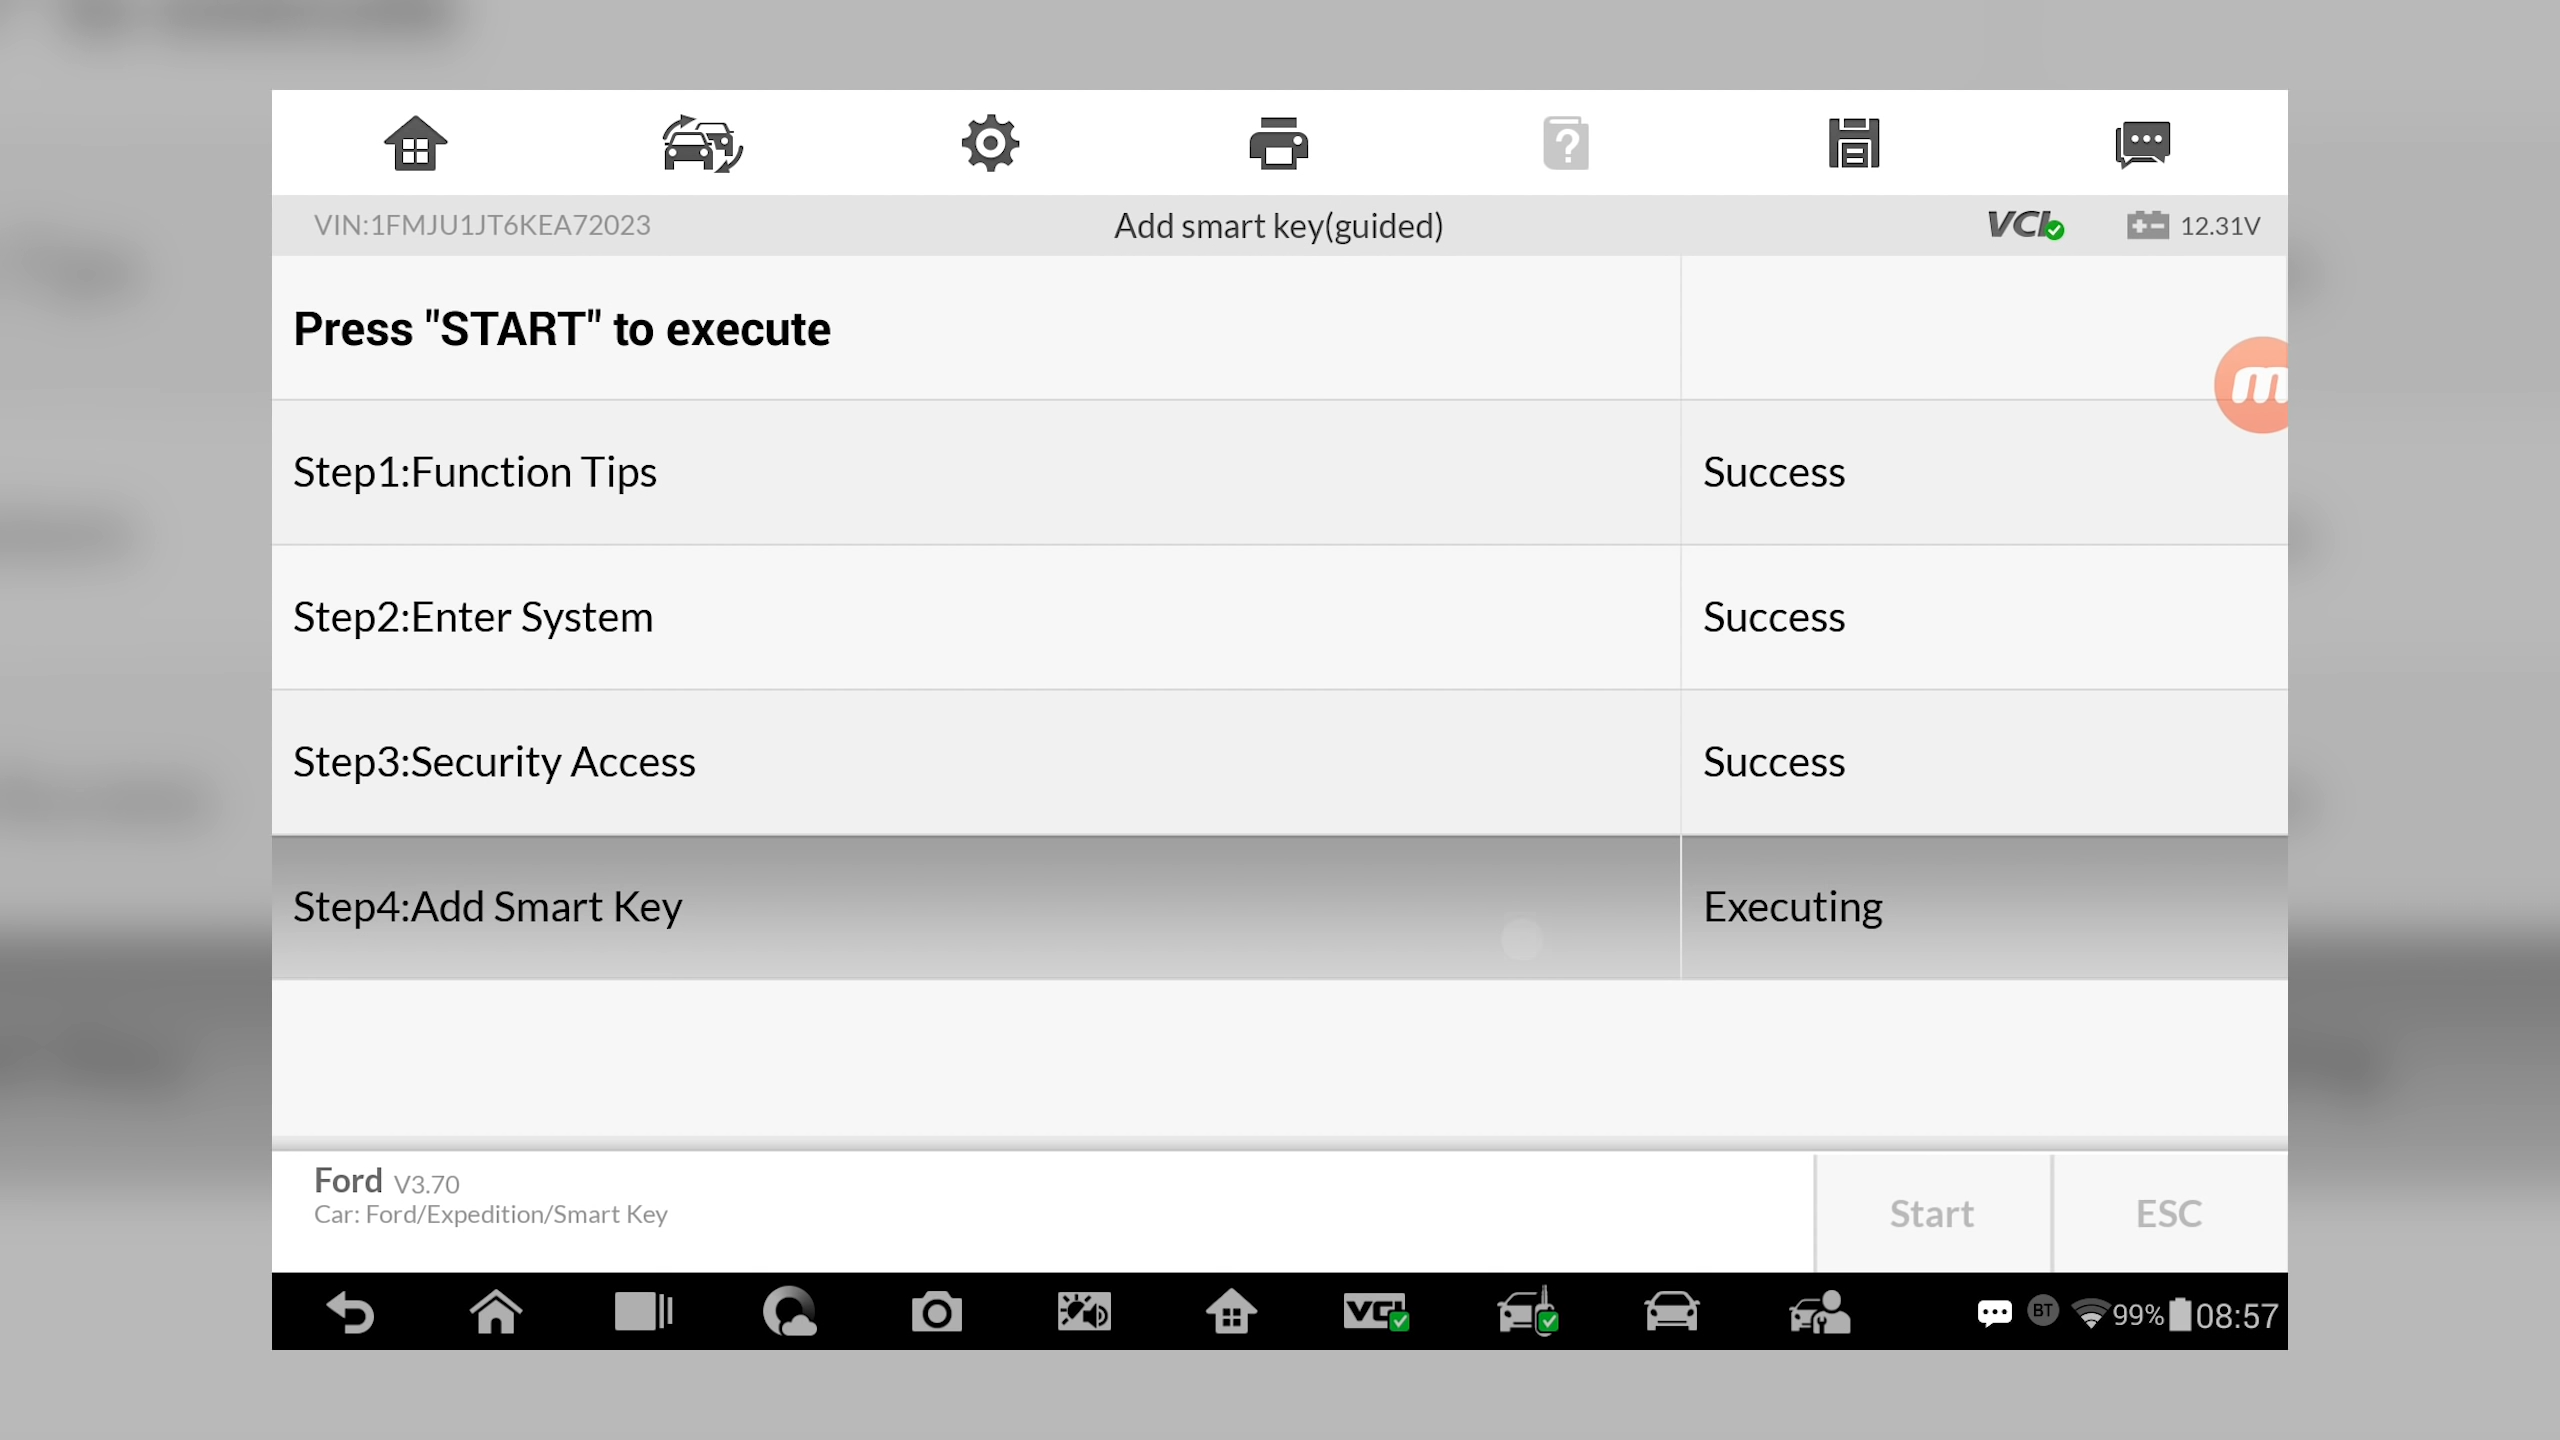 VIN:1FMJU1JT6KEA72023
Add smart key(guided)
VCI
12.31V
Press "START" to execute
m
Step1:Function Tips
Success
Step2:Enter System
Success
Step3:Security Access
Success
Step4:Add Smart Key
Executing
Ford V3.70
Car: Ford/Expedition/Smart Key
Start
ESC
VCI
BT
99%
08:57